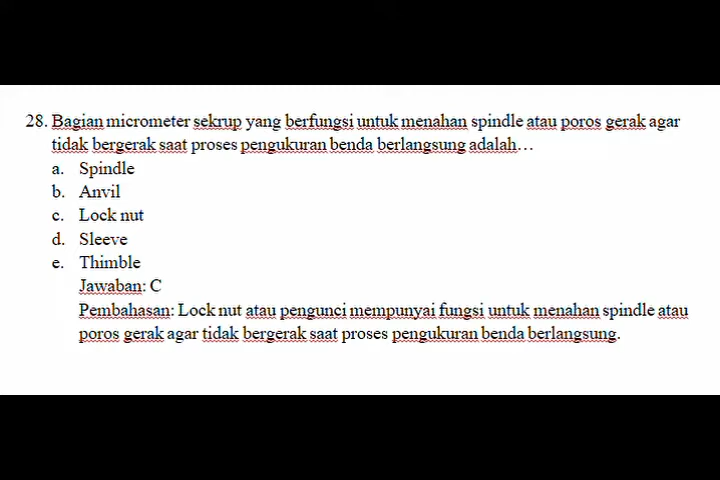 28. Bagian micrometer sekrup yang berfungsi untuk menahan spindle atau poros gerak agar
tidak bergerak saat proses pengukuran benda berlangsung adalah…
a. Spindle
b. Anvil
c. Lock nut
d. Sleeve
e. Thimble
Jawaban: C
Pembahasan: Lock nut atau pengunci mempunyai fungsi untuk menahan spindle atau
poros gerak agar tidak bergerak saat proses pengukuran benda berlangsung.